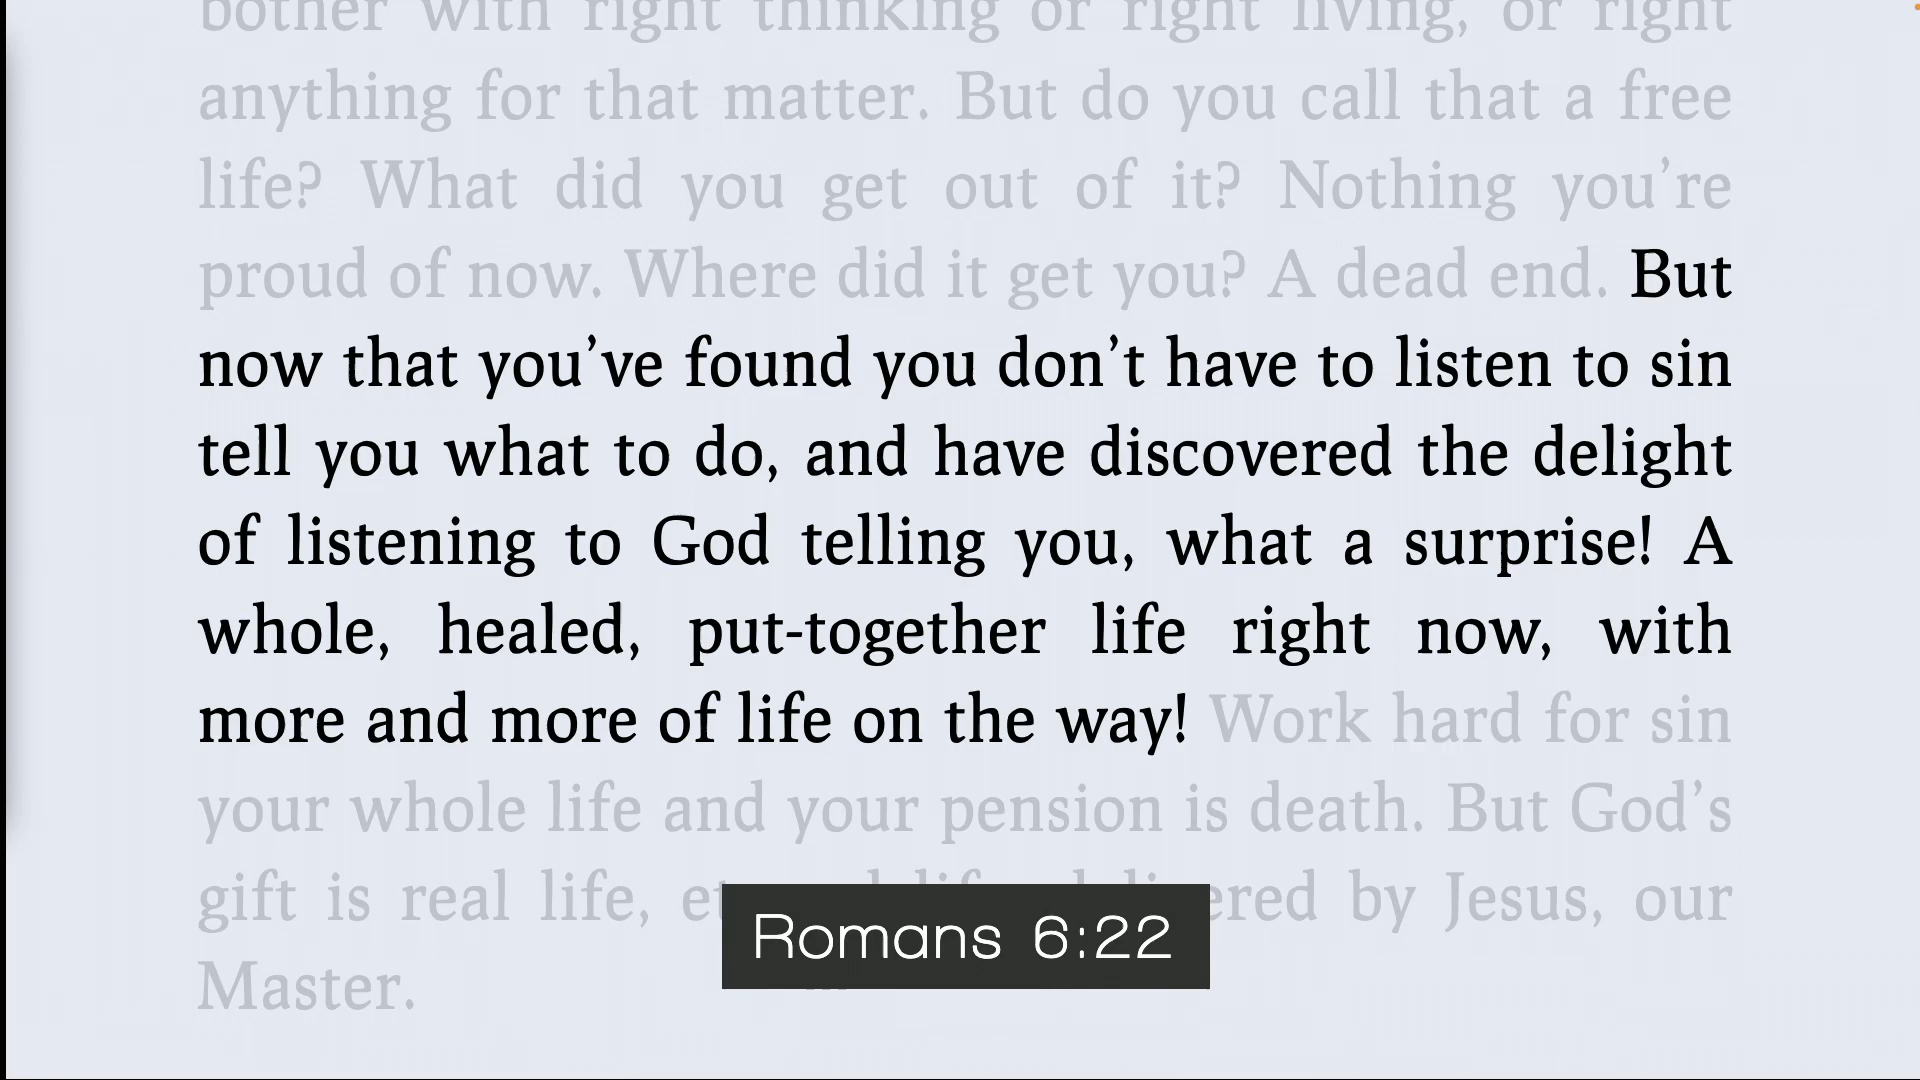 bother with right thinking or right living, or right
anything for that matter. But do you call that a free
life? What did you get out of it? Nothing you’re
proud of now. Where did it get you? A dead end. But
now that you’ve found you don’t have to listen to sin
tell you what to do, and have discovered the delight
of listening to God telling you, what a surprise! A
whole, healed, put-together life right now, with
more and more of life on the way! Work hard for sin
your whole life and your pension is death. But God’s
gift is real life, by Jesus, our
Master.
Romans 6:22